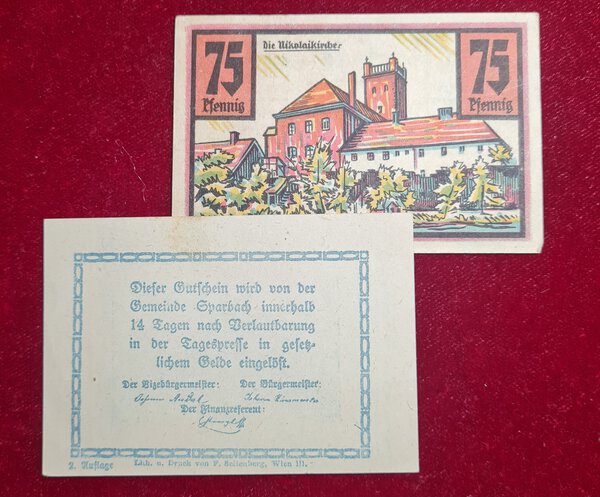 75
Pfennig
Die Nikolaikirche.
75
Pfennig
Dieser Gutschein wird von der
Gemeinde Sparbach innerhalb
14 Tagen nach Verlautbarung
in der Tagespresse in gesetz-
lichem Gelde eingelöst.
Der Vizebürgermeister: Der Bürgermeister:
Johann
Der Finanzreferent:
2. Auflage
Lith. u. Druck von F. Seitenberg, Wien III.